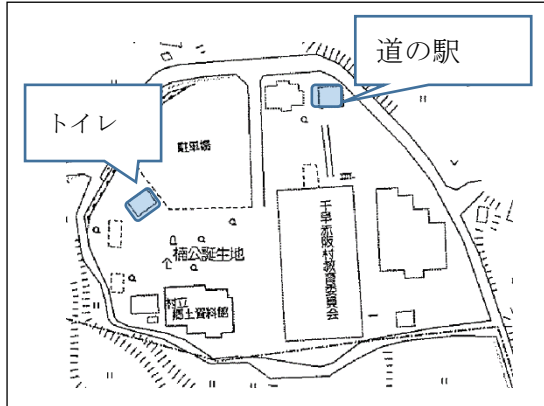 道の駅
トイレ
駐車場
千早赤阪村教育委員会
楠公誕生地
村立
郷土資料館